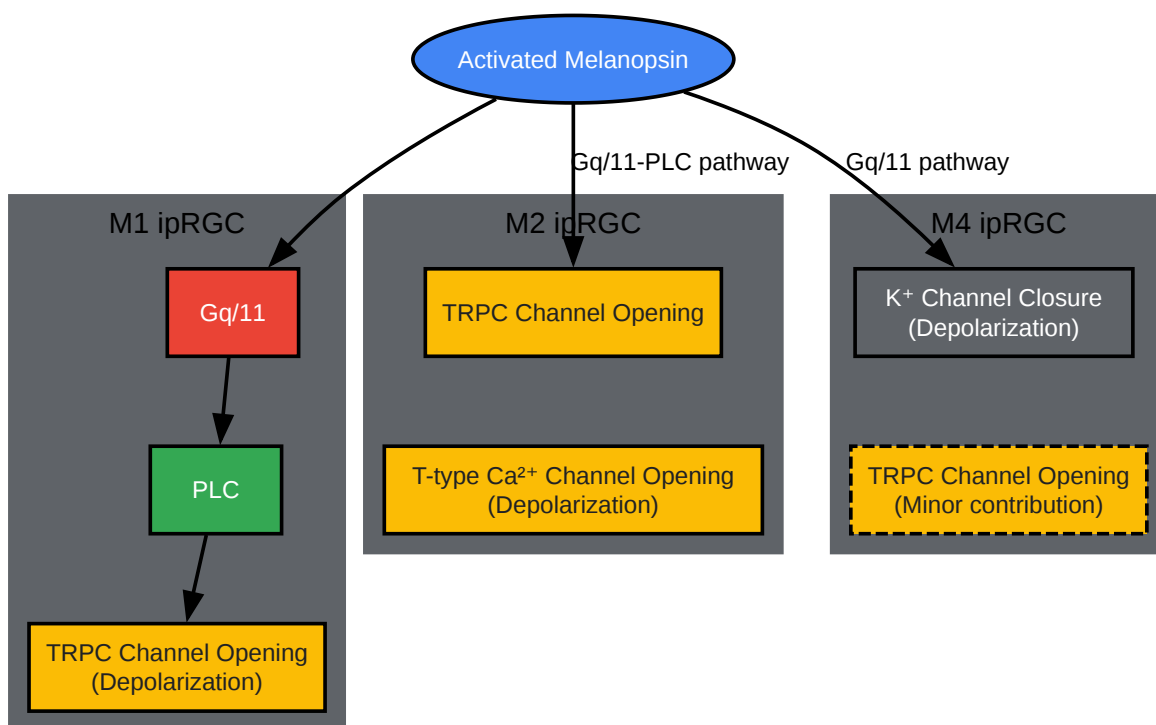 Activated Melanopsin
Gq/11-PLC pathway
Gq/11 pathway
M1 ipRGC
M2 ipRGC
M4 ipRGC
Gq/11
TRPC Channel Opening
K⁺ Channel Closure
(Depolarization)
PLC
T-type Ca²⁺ Channel Opening
(Depolarization)
TRPC Channel Opening
(Minor contribution)
TRPC Channel Opening
(Depolarization)